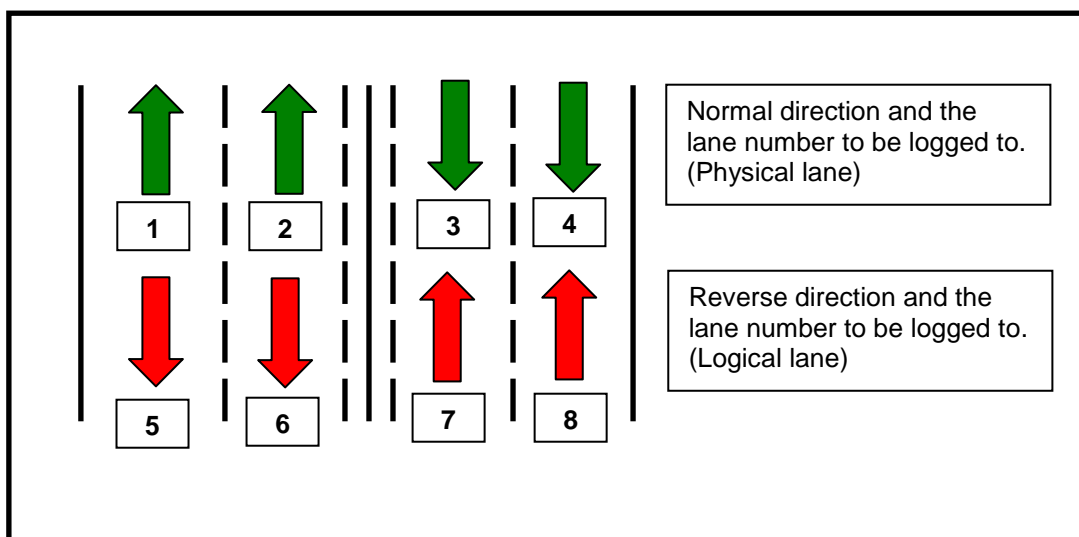 Normal direction and the
lane number to be logged to.
(Physical lane)
1
2
3
4
Reverse direction and the
lane number to be logged to.
(Logical lane)
5
6
7
8